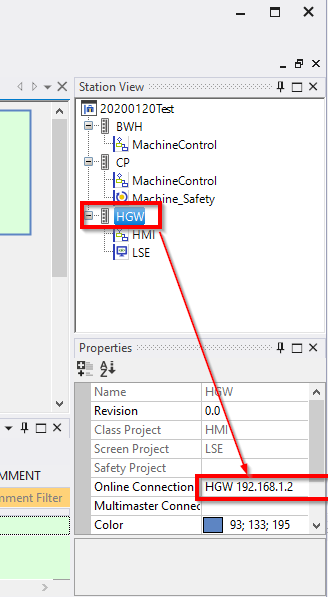 Station View
20200120Test
BWH
MachineControl
CP
MachineControl
Machine_Safety
HGW
HMI
LSE
Properties
Name HGW
Revision 0.0
Class Project HMI
Screen Project LSE
Safety Project
Online Connection HGW 192.168.1.2
Multimaster Connec
Color 93; 133; 195
OMMENT
mment Filter